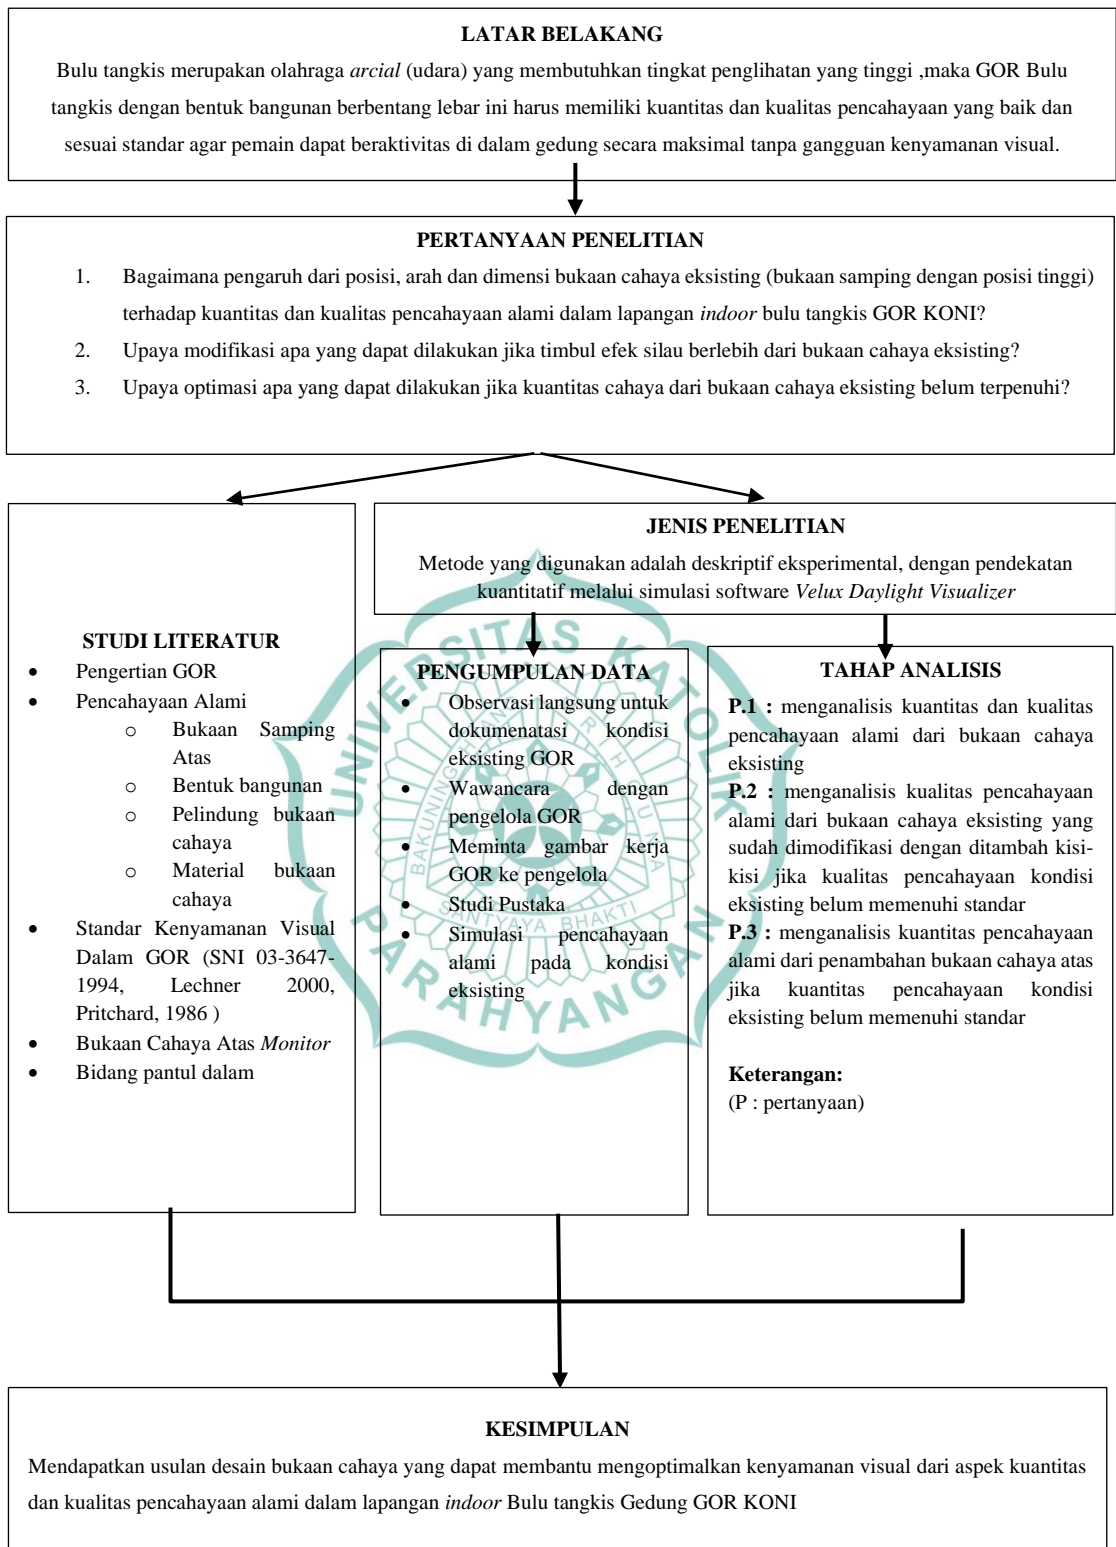 LATAR BELAKANG
Bulu tangkis merupakan olahraga arcial (udara) yang membutuhkan tingkat penglihatan yang tinggi ,maka GOR Bulu
tangkis dengan bentuk bangunan berbentang lebar ini harus memiliki kuantitas dan kualitas pencahayaan yang baik dan
sesuai standar agar pemain dapat beraktivitas di dalam gedung secara maksimal tanpa gangguan kenyamanan visual.
PERTANYAAN PENELITIAN
1. Bagaimana pengaruh dari posisi, arah dan dimensi bukaan cahaya eksisting (bukaan samping dengan posisi tinggi)
terhadap kuantitas dan kualitas pencahayaan alami dalam lapangan indoor bulu tangkis GOR KONI?
2. Upaya modifikasi apa yang dapat dilakukan jika timbul efek silau berlebih dari bukaan cahaya eksisting?
3. Upaya optimasi apa yang dapat dilakukan jika kuantitas cahaya dari bukaan cahaya eksisting belum terpenuhi?
JENIS PENELITIAN
Metode yang digunakan adalah deskriptif eksperimental, dengan pendekatan
kuantitatif melalui simulasi software Velux Daylight Visualizer
STUDI LITERATUR
• Pengertian GOR
• Pencahayaan Alami
o Bukaan Samping
Atas
o Bentuk bangunan
o Pelindung bukaan
cahaya
o Material bukaan
cahaya
• Standar Kenyamanan Visual
Dalam GOR (SNI 03-3647-
1994, Lechner 2000,
Pritchard, 1986 )
• Bukaan Cahaya Atas Monitor
• Bidang pantul dalam
PENGUMPULAN DATA
• Observasi langsung untuk
dokumenatasi kondisi
eksisting GOR
• Wawancara dengan
pengelola GOR
• Meminta gambar kerja
GOR ke pengelola
• Studi Pustaka
• Simulasi pencahayaan
alami pada kondisi
eksisting
TAHAP ANALISIS
P.1 : menganalisis kuantitas dan kualitas
pencahayaan alami dari bukaan cahaya
eksisting
P.2 : menganalisis kualitas pencahayaan
alami dari bukaan cahaya eksisting yang
sudah dimodifikasi dengan ditambah kisi-
kisi jika kualitas pencahayaan kondisi
eksisting belum memenuhi standar
P.3 : menganalisis kuantitas pencahayaan
alami dari penambahan bukaan cahaya atas
jika kuantitas pencahayaan kondisi
eksisting belum memenuhi standar
Keterangan:
(P : pertanyaan)
UNIVERSITAS KATOLIK
PARAHYANGAN
SANTYAYA BHAKTI
KESIMPULAN
Mendapatkan usulan desain bukaan cahaya yang dapat membantu mengoptimalkan kenyamanan visual dari aspek kuantitas
dan kualitas pencahayaan alami dalam lapangan indoor Bulu tangkis Gedung GOR KONI